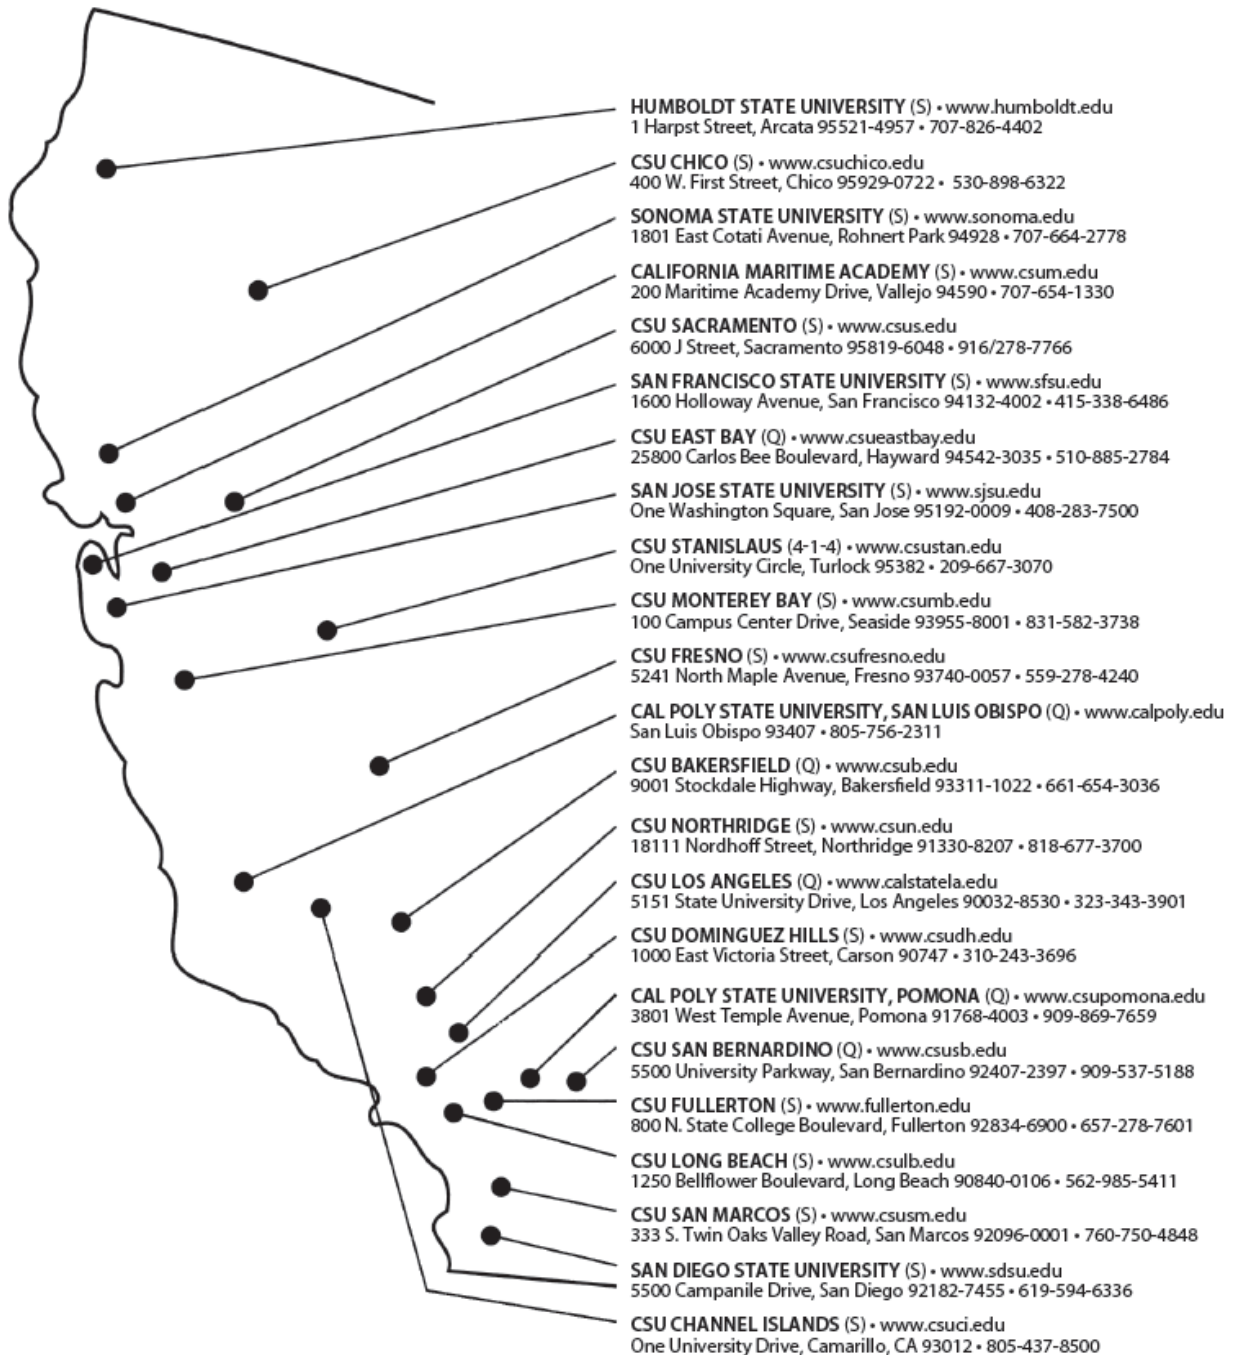 HUMBOLDT STATE UNIVERSITY (S) • www.humboldt.edu
1 Harpst Street, Arcata 95521-4957 • 707-826-4402
CSU CHICO (S) • www.csuchico.edu
400 W. First Street, Chico 95929-0722 • 530-898-6322
SONOMA STATE UNIVERSITY (S) • www.sonoma.edu
1801 East Cotati Avenue, Rohnert Park 94928 • 707-664-2778
CALIFORNIA MARITIME ACADEMY (S) • www.csum.edu
200 Maritime Academy Drive, Vallejo 94590 • 707-654-1330
CSU SACRAMENTO (S) • www.csus.edu
6000 J Street, Sacramento 95819-6048 • 916/278-7766
SAN FRANCISCO STATE UNIVERSITY (S) • www.sfsu.edu
1600 Holloway Avenue, San Francisco 94132-4002 • 415-338-6486
CSU EAST BAY (Q) • www.csueastbay.edu
25800 Carlos Bee Boulevard, Hayward 94542-3035 • 510-885-2784
SAN JOSE STATE UNIVERSITY (S) • www.sjsu.edu
One Washington Square, San Jose 95192-0009 • 408-283-7500
CSU STANISLAUS (4-1-4) • www.csustan.edu
One University Circle, Turlock 95382 • 209-667-3070
CSU MONTEREY BAY (S) • www.csumb.edu
100 Campus Center Drive, Seaside 93955-8001 • 831-582-3738
CSU FRESNO (S) • www.csufresno.edu
5241 North Maple Avenue, Fresno 93740-0057 • 559-278-4240
CAL POLY STATE UNIVERSITY, SAN LUIS OBISPO (Q) • www.calpoly.edu
San Luis Obispo 93407 • 805-756-2311
CSU BAKERSFIELD (Q) • www.csub.edu
9001 Stockdale Highway, Bakersfield 93311-1022 • 661-654-3036
CSU NORTHRIDGE (S) • www.csun.edu
18111 Nordhoff Street, Northridge 91330-8207 • 818-677-3700
CSU LOS ANGELES (Q) • www.calstatela.edu
5151 State University Drive, Los Angeles 90032-8530 • 323-343-3901
CSU DOMINGUEZ HILLS (S) • www.csudh.edu
1000 East Victoria Street, Carson 90747 • 310-243-3696
CAL POLY STATE UNIVERSITY, POMONA (Q) • www.csupomona.edu
3801 West Temple Avenue, Pomona 91768-4003 • 909-869-7659
CSU SAN BERNARDINO (Q) • www.csusb.edu
5500 University Parkway, San Bernardino 92407-2397 • 909-537-5188
CSU FULLERTON (S) • www.fullerton.edu
800 N. State College Boulevard, Fullerton 92834-6900 • 657-278-7601
CSU LONG BEACH (S) • www.csulb.edu
1250 Bellflower Boulevard, Long Beach 90840-0106 • 562-985-5411
CSU SAN MARCOS (S) • www.csusm.edu
333 S. Twin Oaks Valley Road, San Marcos 92096-0001 • 760-750-4848
SAN DIEGO STATE UNIVERSITY (S) • www.sdsu.edu
5500 Campanile Drive, San Diego 92182-7455 • 619-594-6336
CSU CHANNEL ISLANDS (S) • www.csuci.edu
One University Drive, Camarillo, CA 93012 • 805-437-8500